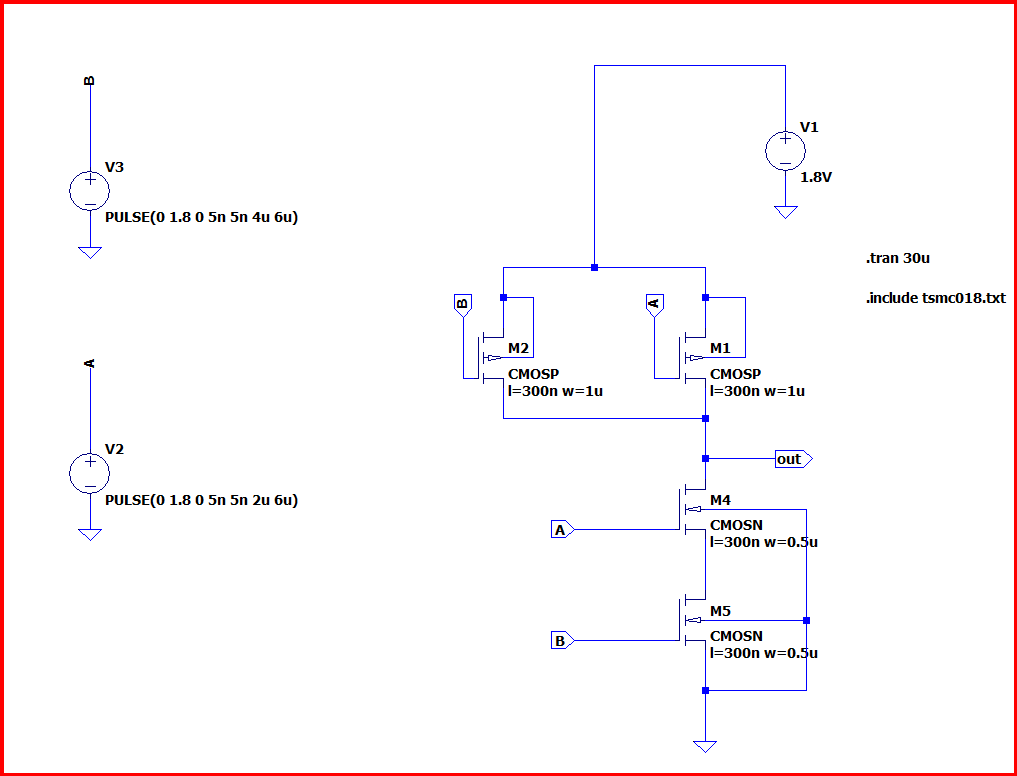 B
V3
PULSE(0 1.8 0 5n 5n 4u 6u)
A
V2
PULSE(0 1.8 0 5n 5n 2u 6u)
V1
1.8V
.tran 30u
.include tsmc018.txt
B
M2
CMOSP
l=300n w=1u
A
M1
CMOSP
l=300n w=1u
out
A
M4
CMOSN
l=300n w=0.5u
B
M5
CMOSN
l=300n w=0.5u